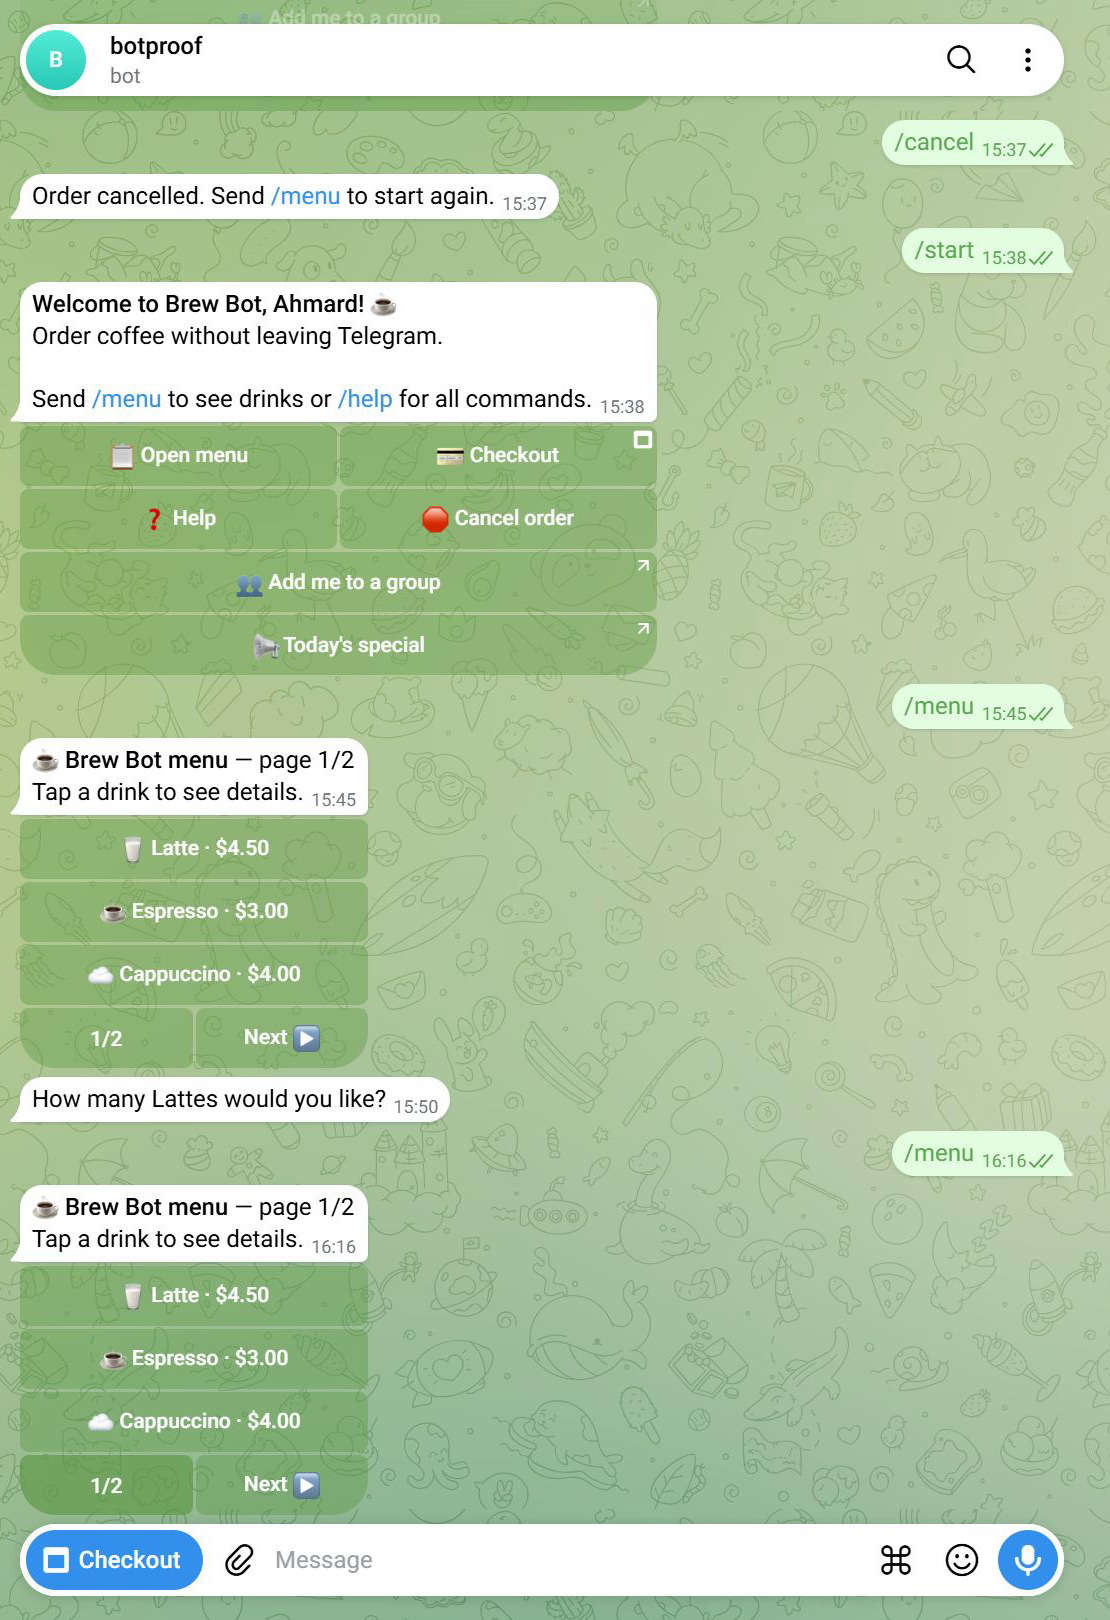 Add me to a group
B
botproof
bot
/cancel 15:37
Order cancelled. Send /menu to start again. 15:37
/start 15:38
Welcome to Brew Bot, Ahmard! ☕
Order coffee without leaving Telegram.
Send /menu to see drinks or /help for all commands. 15:38
📋 Open menu
💳 Checkout
❓ Help
🛑 Cancel order
👥 Add me to a group
📢 Today's special
/menu 15:45
☕ Brew Bot menu — page 1/2
Tap a drink to see details. 15:45
🥛 Latte · $4.50
☕ Espresso · $3.00
☁️ Cappuccino · $4.00
1/2
Next ▶️
How many Lattes would you like? 15:50
/menu 16:16
☕ Brew Bot menu — page 1/2
Tap a drink to see details. 16:16
🥛 Latte · $4.50
☕ Espresso · $3.00
☁️ Cappuccino · $4.00
1/2
Next ▶️
Checkout
Message